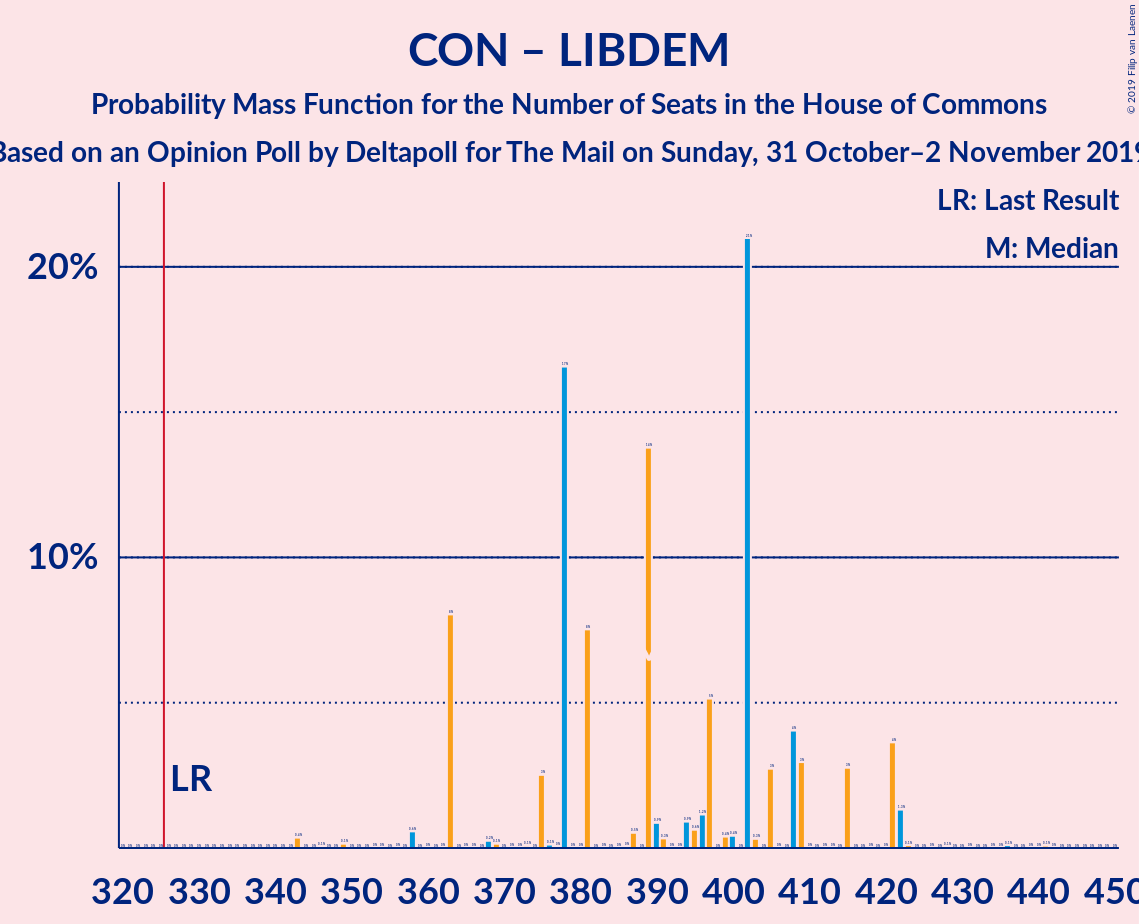 CON – LIBDEM
Probability Mass Function for the Number of Seats in the House of Commons
Based on an Opinion Poll by Deltapoll for The Mail on Sunday, 31 October–2 November 2019
© 2019 Filip van Laenen
LR: Last Result
M: Median
20%
10%
LR
320 330 340 350 360 370 380 390 400 410 420 430 440 450